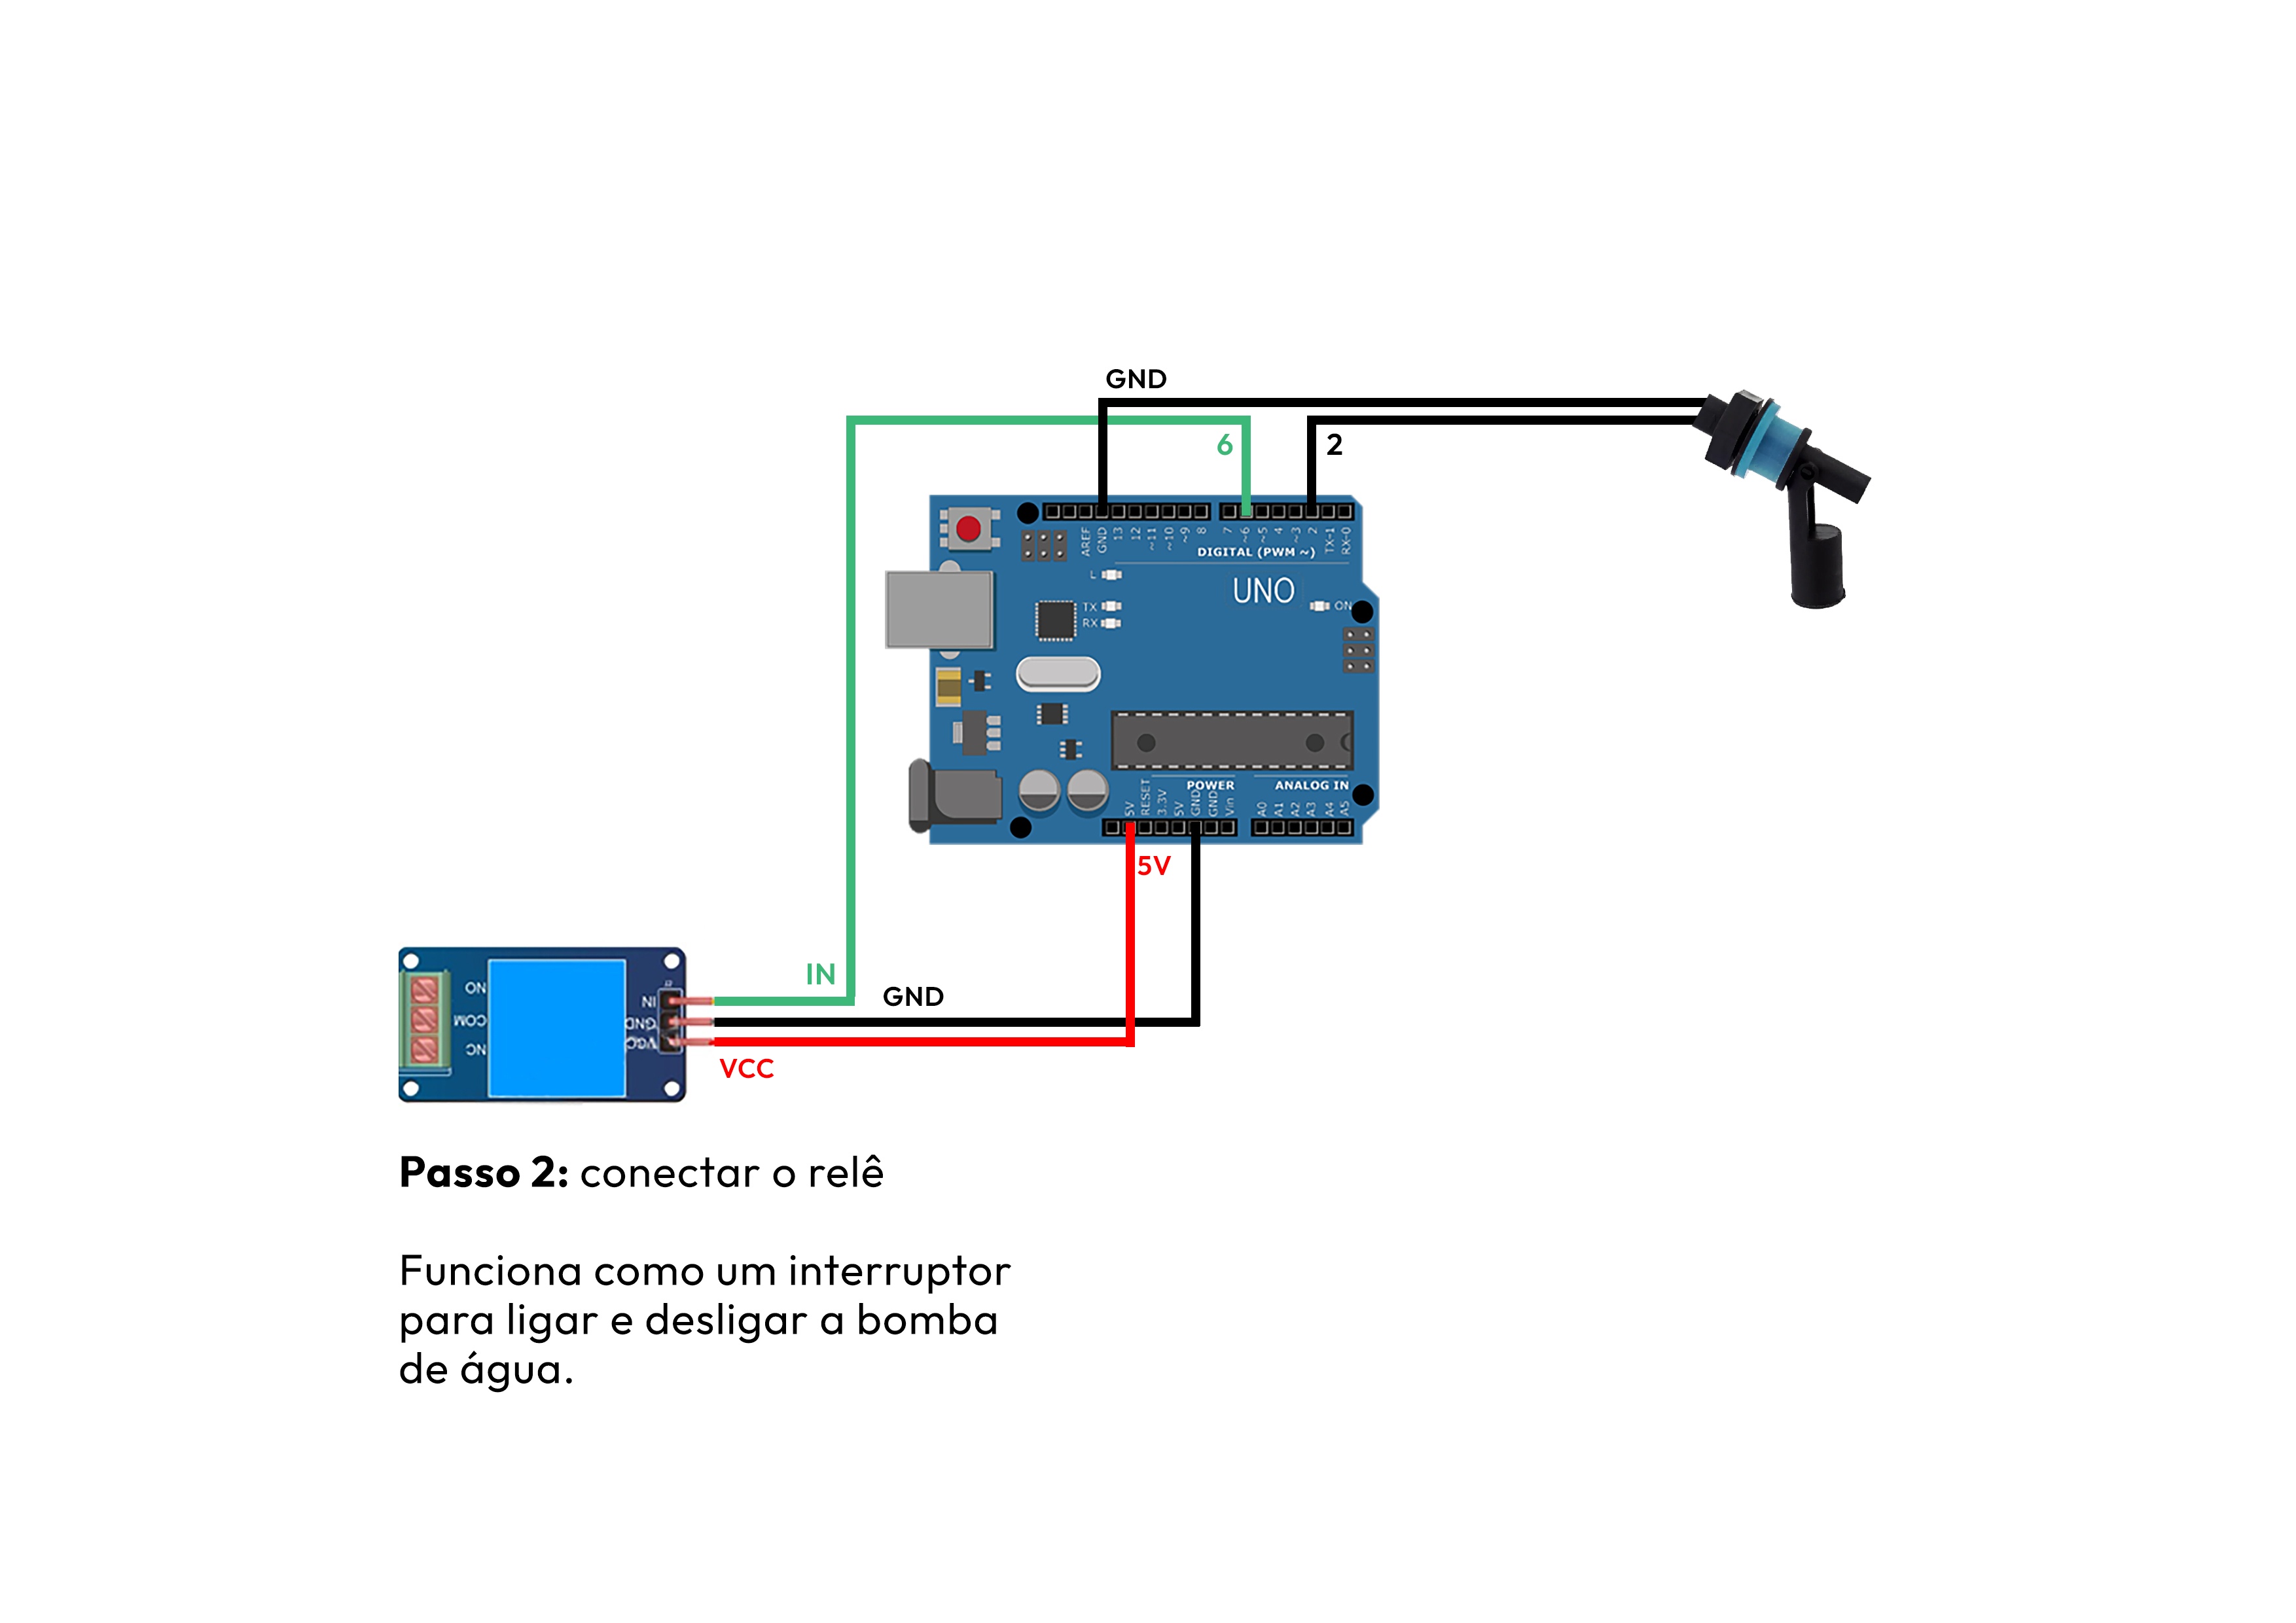 GND
6
2
AREF
GND
13
12
~11
~10
~9
8
7
~6
~5
4
~3
2
TX-1
RX-0
DIGITAL (PWM ~)
L
UNO
TX
RX
ON
POWER
ANALOG IN
5V
RESET
3.3V
5V
GND
GND
Vin
A0
A1
A2
A3
A4
A5
5V
IN
GND
VCC
NO
COM
NC
IN
GND
VCC
Passo 2: conectar o relê
Funciona como um interruptor
para ligar e desligar a bomba
de água.